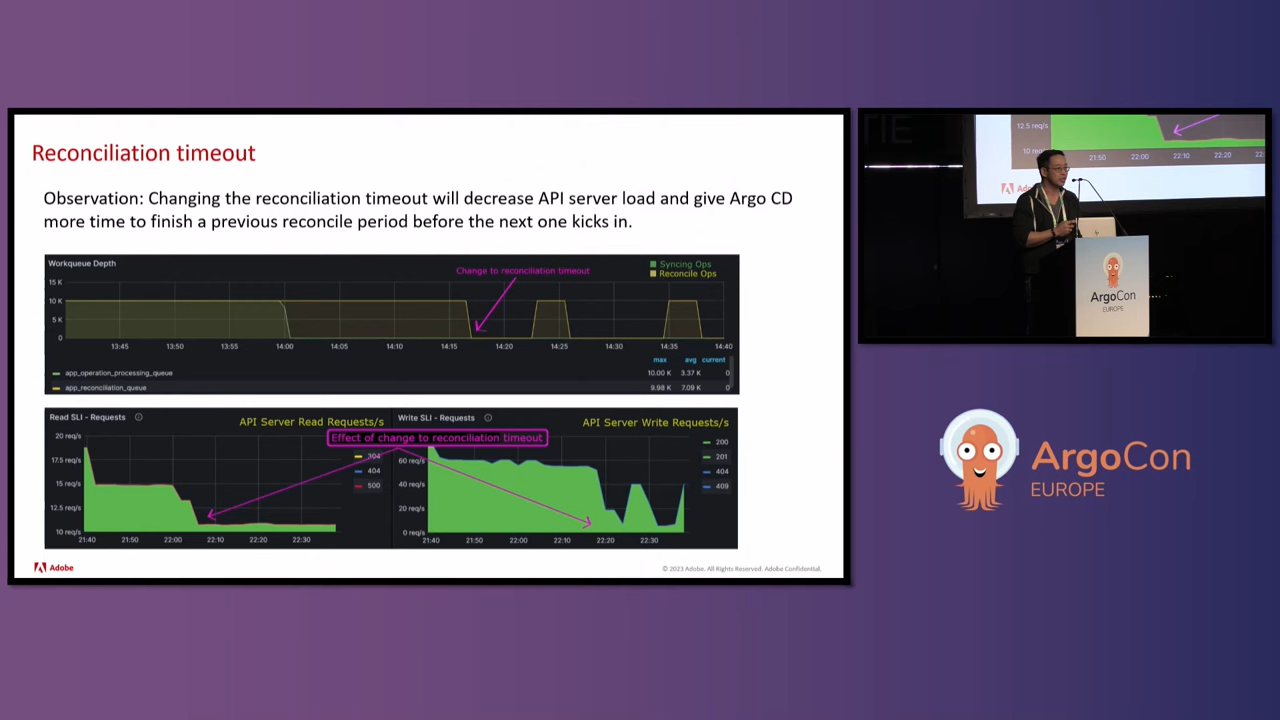 Reconciliation timeout
Observation: Changing the reconciliation timeout will decrease API server load and give Argo CD
more time to finish a previous reconcile period before the next one kicks in.
Workqueue Depth
Change to reconciliation timeout
Syncing Ops
Reconcile Ops
15 K
10 K
5 K
0
13:45 13:50 13:55 14:00 14:05 14:10 14:15 14:20 14:25 14:30 14:35 14:40
max avg current
app_operation_processing_queue 10.00 K 3.37 K 0
app_reconciliation_queue 9.98 K 7.09 K 0
Read SLI - Requests
API Server Read Requests/s
Effect of change to reconciliation timeout
20 req/s
17.5 req/s
15 req/s
12.5 req/s
10 req/s
304
404
500
21:40 21:50 22:00 22:10 22:20 22:30
Write SLI - Requests
API Server Write Requests/s
60 req/s
40 req/s
20 req/s
0 req/s
200
201
404
409
21:40 21:50 22:00 22:10 22:20 22:30
Adobe
© 2023 Adobe. All Rights Reserved. Adobe Confidential.
12.5 req/s
10 req/
21:50 22:00 22:10 22:20 22:
Ado
ArgoCon
EUROPE
ArgoCon
EUROPE